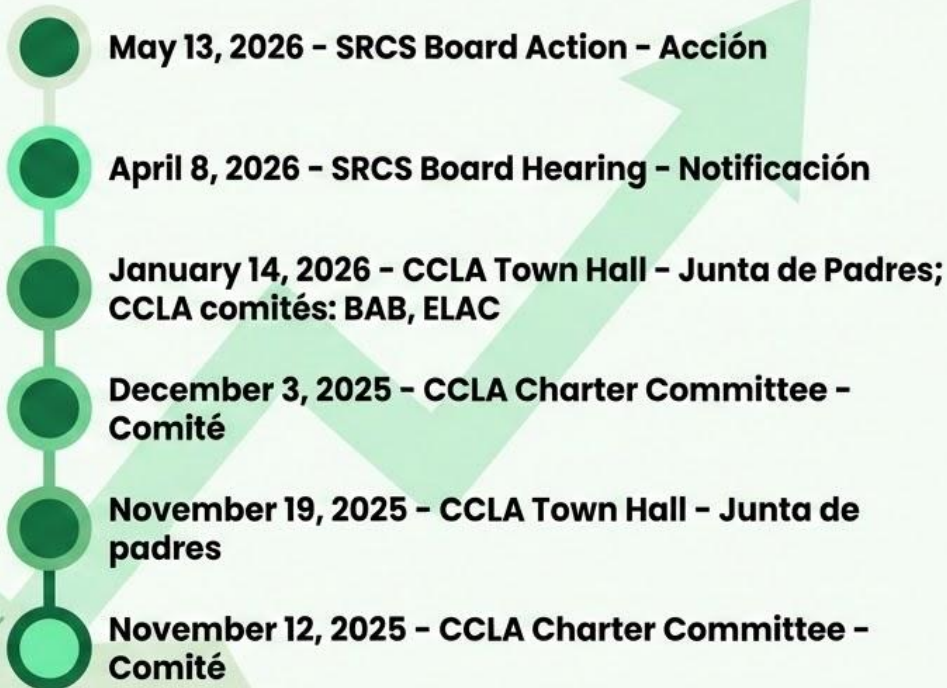 May 13, 2026 - SRCS Board Action - Acción
April 8, 2026 - SRCS Board Hearing - Notificación
January 14, 2026 - CCLA Town Hall - Junta de Padres;
CCLA comités: BAB, ELAC
December 3, 2025 - CCLA Charter Committee -
Comité
November 19, 2025 - CCLA Town Hall - Junta de
padres
November 12, 2025 - CCLA Charter Committee -
Comité